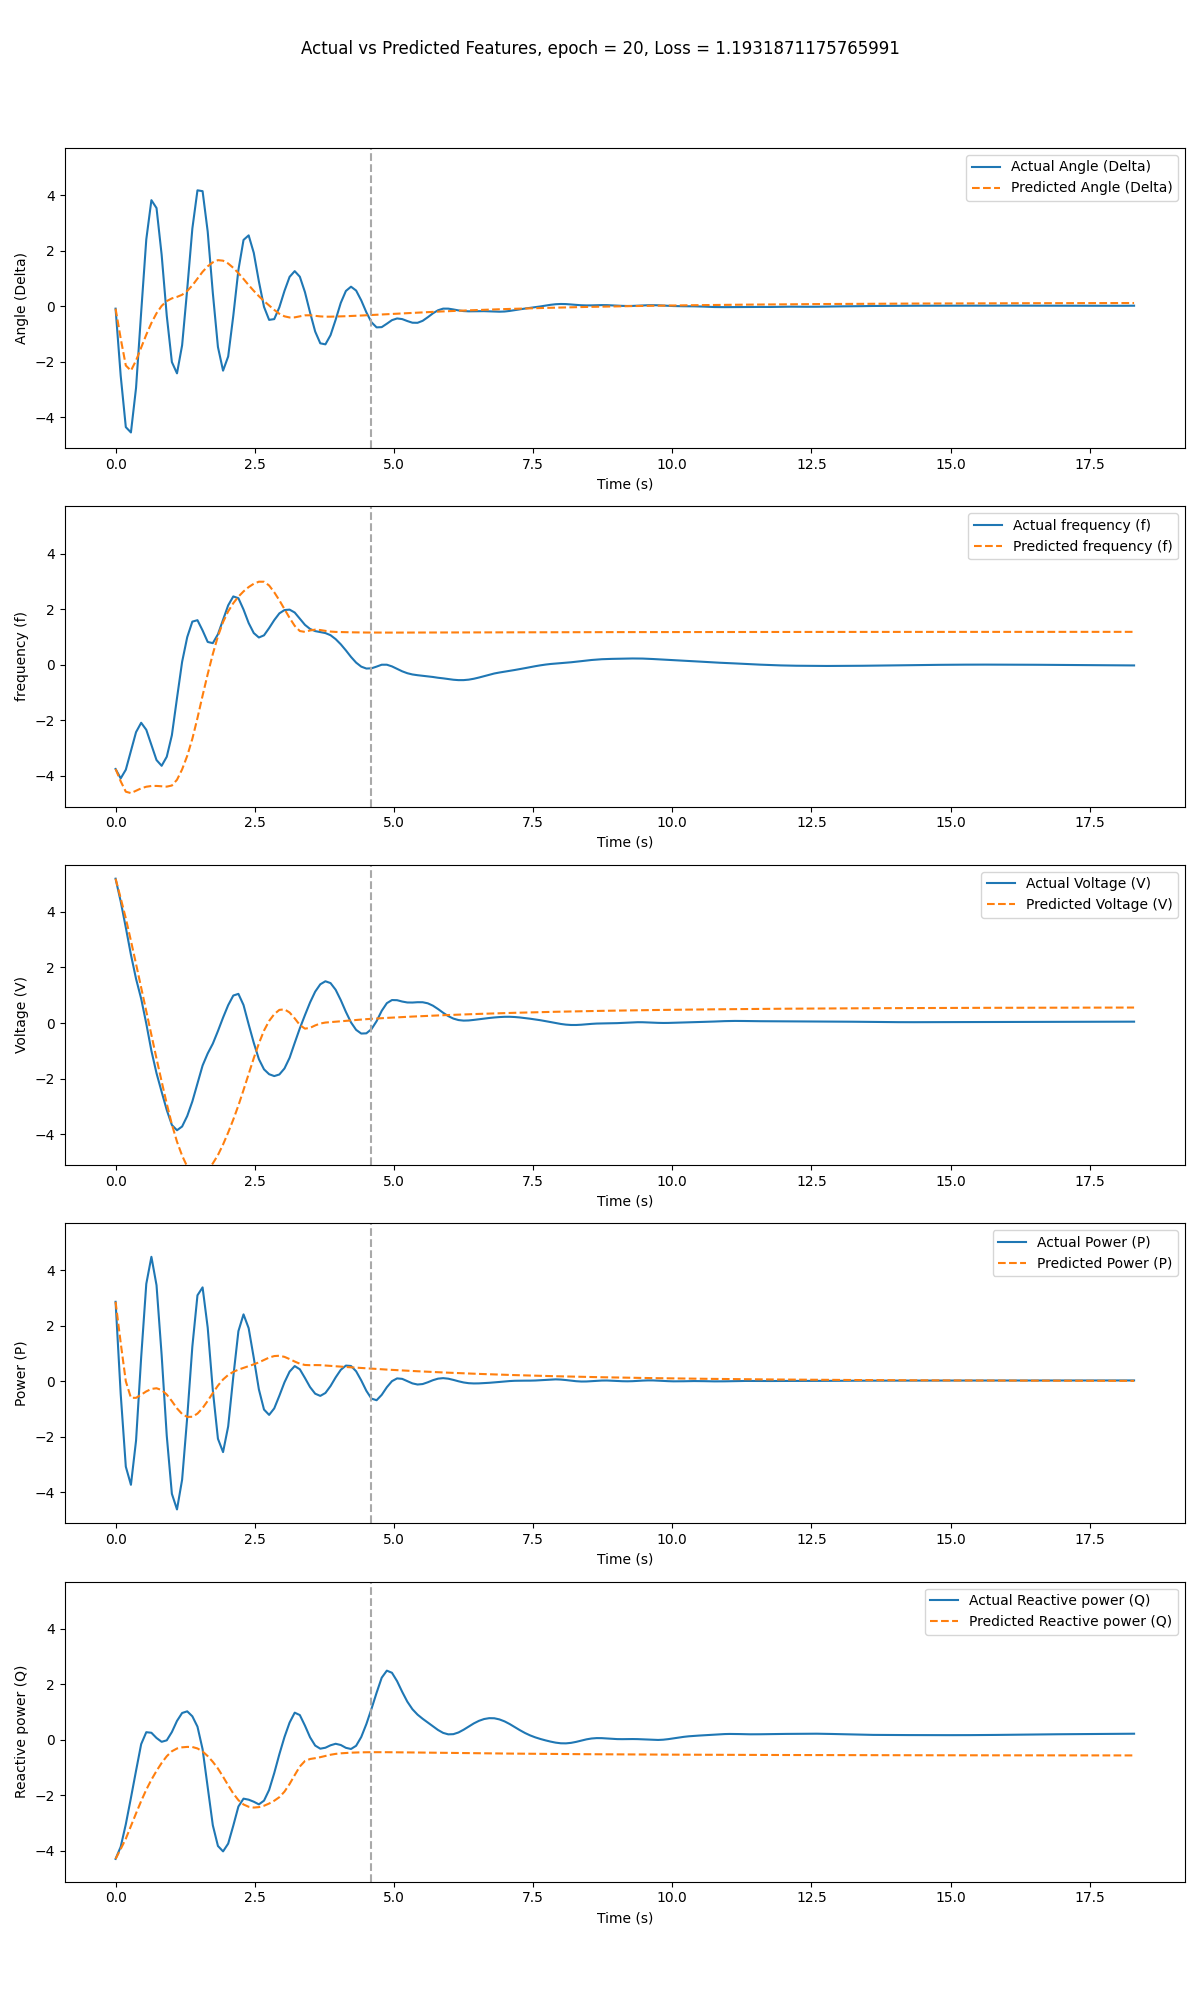 Actual vs Predicted Features, epoch = 20, Loss = 1.1931871175765991
Actual Angle (Delta)
Predicted Angle (Delta)
Angle (Delta)
4
2
0
−2
−4
0.0 2.5 5.0 7.5 10.0 12.5 15.0 17.5
Time (s)
Actual frequency (f)
Predicted frequency (f)
frequency (f)
4
2
0
−2
−4
0.0 2.5 5.0 7.5 10.0 12.5 15.0 17.5
Time (s)
Actual Voltage (V)
Predicted Voltage (V)
Voltage (V)
4
2
0
−2
−4
0.0 2.5 5.0 7.5 10.0 12.5 15.0 17.5
Time (s)
Actual Power (P)
Predicted Power (P)
Power (P)
4
2
0
−2
−4
0.0 2.5 5.0 7.5 10.0 12.5 15.0 17.5
Time (s)
Actual Reactive power (Q)
Predicted Reactive power (Q)
Reactive power (Q)
4
2
0
−2
−4
0.0 2.5 5.0 7.5 10.0 12.5 15.0 17.5
Time (s)